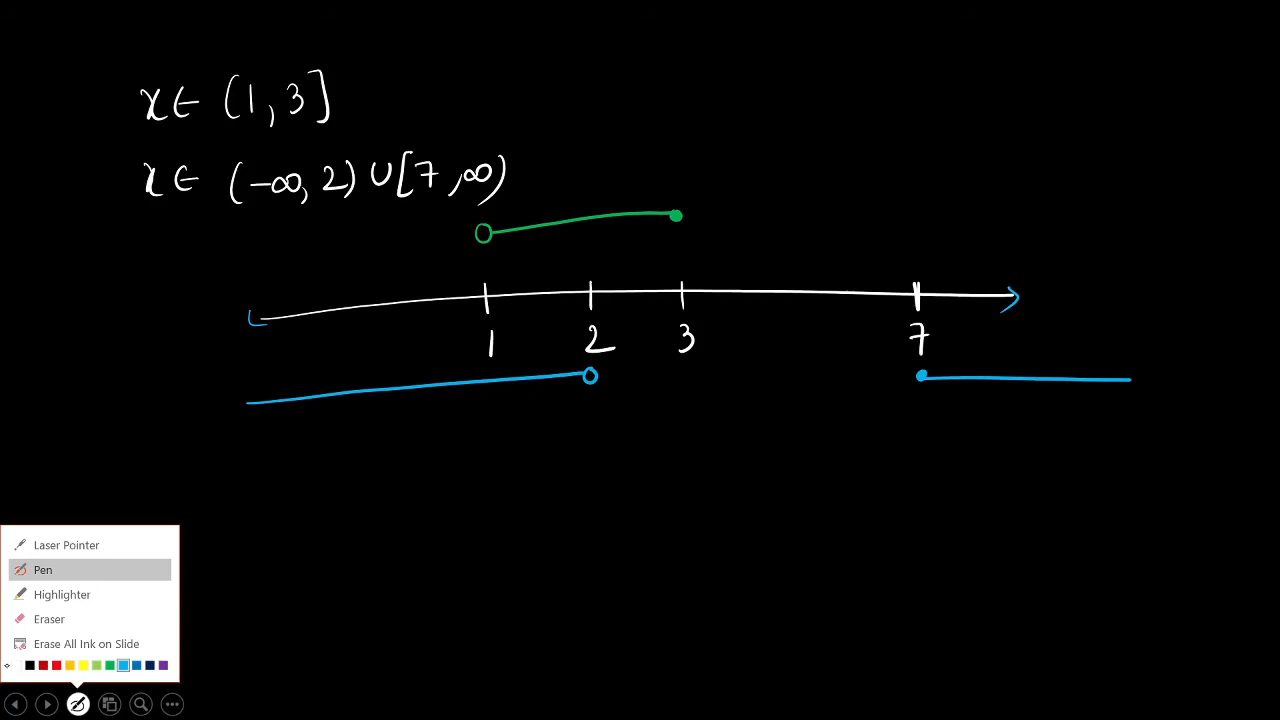 x ∈ (1, 3]
x ∈ (-∞, 2) ∪ [7, ∞)
1 2 3 7
Laser Pointer
Pen
Highlighter
Eraser
Erase All Ink on Slide